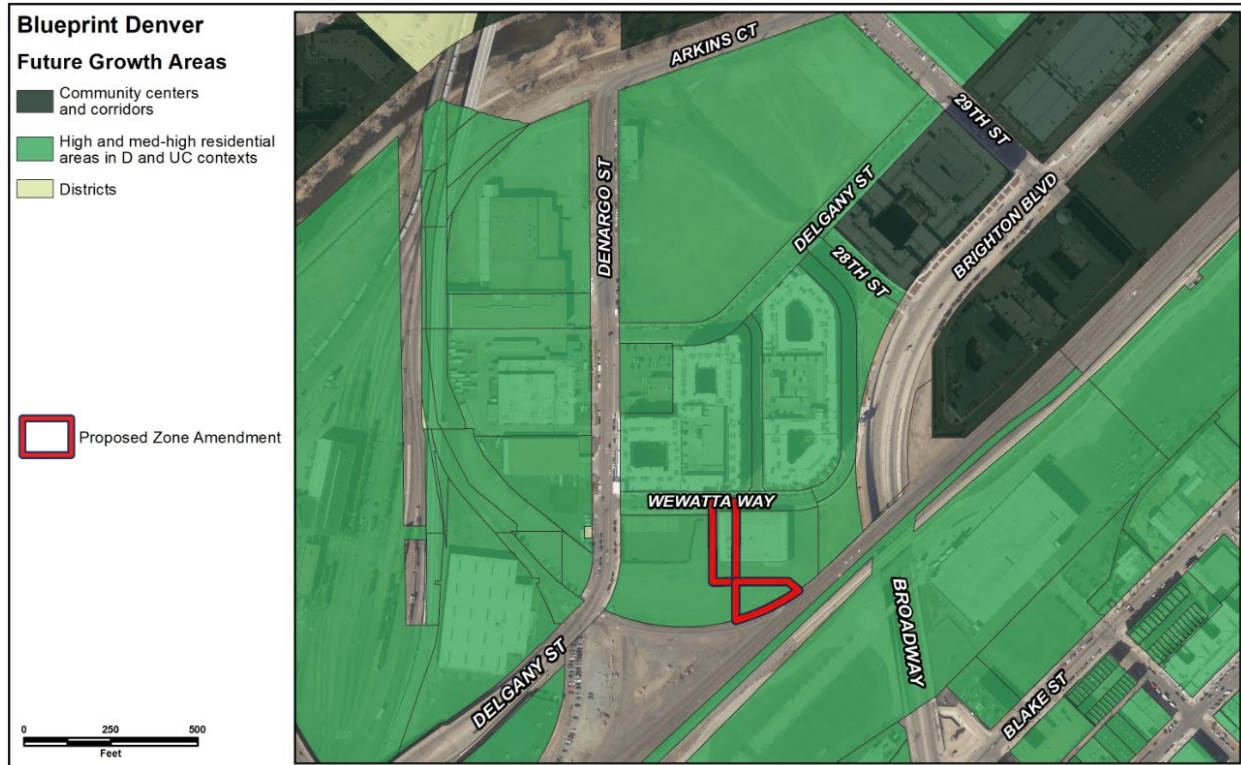 Blueprint Denver
Future Growth Areas
Community centers
and corridors
High and med-high residential
areas in D and UC contexts
Districts
Proposed Zone Amendment
0 250 500
Feet
ARKINS CT
29TH ST
DENARGO ST
DELGANY ST
BRIGHTON BLVD
28TH ST
WEWATTA WAY
BROADWAY
DELGANY ST
BLAKE ST